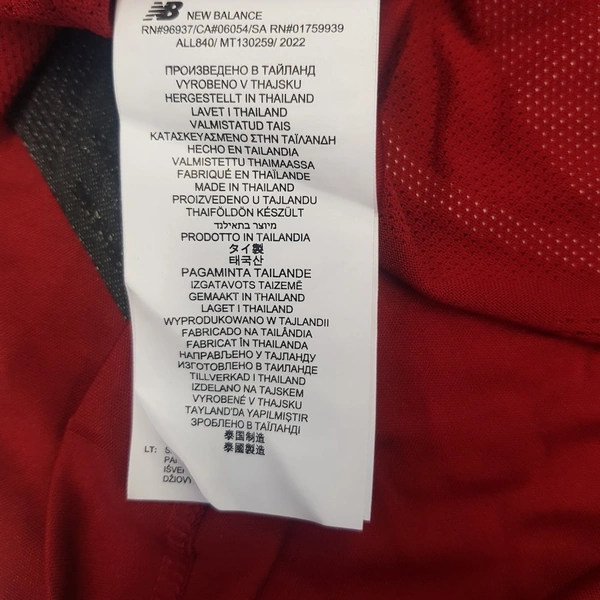 NB NEW BALANCE
RN#96937/CA#06054/SA RN#01759939
ALL840/ MT130259/ 2022
ПРОИЗВЕДЕНО В ТАЙЛАНД
VYROBENO V THAJSKU
HERGESTELLT IN THAILAND
LAVET I THAILAND
VALMISTATUD TAIS
ΚΑΤΑΣΚΕΥΑΣΜΕΝΟ ΣΤΗΝ ΤΑΪΛΆΝΔΗ
HECHO EN TAILANDIA
VALMISTETTU THAIMAASSA
FABRIQUÉ EN THAÏLANDE
MADE IN THAILAND
PROIZVEDENO U TAJLANDU
THAIFÖLDÖN KÉSZÜLT
מיוצר בתאילנד
PRODOTTO IN TAILANDIA
タイ製
태국산
PAGAMINTA TAILANDE
IZGATAVOTS TAIZEMĒ
GEMAAKT IN THAILAND
LAGET I THAILAND
WYPRODUKOWANO W TAJLANDII
FABRICADO NA TAILÂNDIA
FABRICAT ÎN THAILANDA
НАПРАВЉЕНО У ТАЈЛАНДУ
ИЗГОТОВЛЕНО В ТАИЛАНДЕ
TILLVERKAD I THAILAND
IZDELANO NA TAJSKEM
VYROBENÉ V THAJSKU
TAYLAND'DA YAPILMIŞTIR
ЗРОБЛЕНО В ТАЇЛАНДІ
泰国制造
泰國製造
LT: